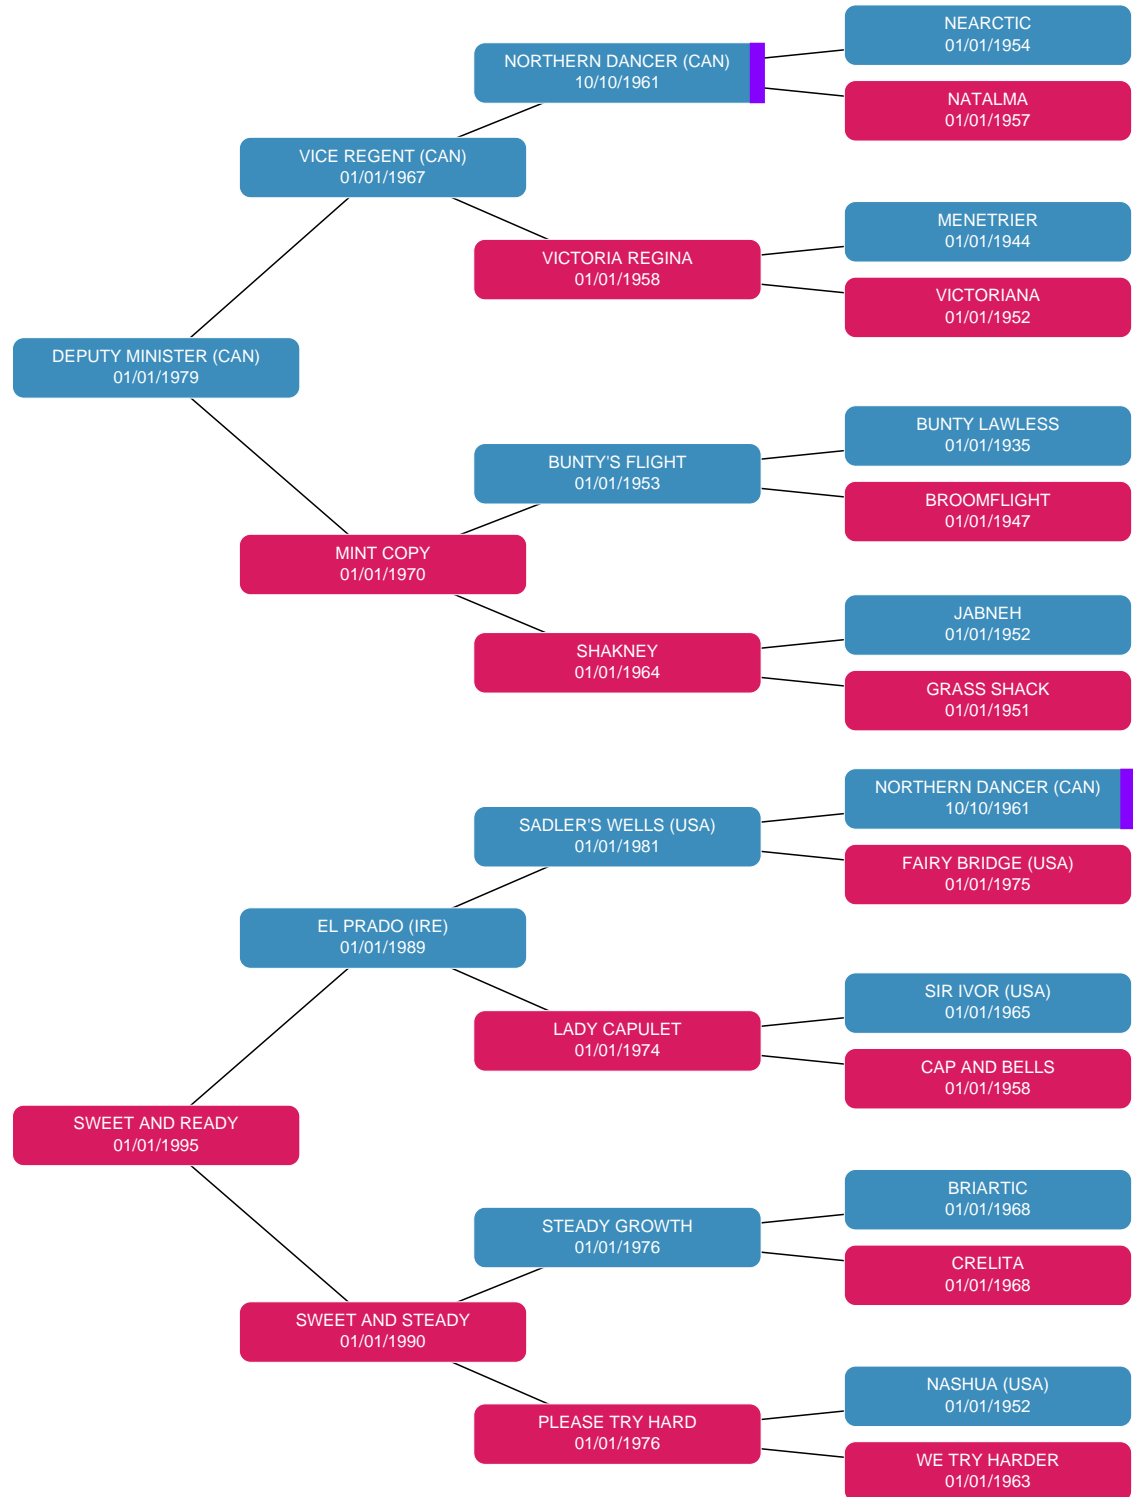 NEARCTIC
01/01/1954
NORTHERN DANCER (CAN)
10/10/1961
NATALMA
01/01/1957
VICE REGENT (CAN)
01/01/1967
MENETRIER
01/01/1944
VICTORIA REGINA
01/01/1958
VICTORIANA
01/01/1952
DEPUTY MINISTER (CAN)
01/01/1979
BUNTY LAWLESS
01/01/1935
BUNTY'S FLIGHT
01/01/1953
BROOMFLIGHT
01/01/1947
MINT COPY
01/01/1970
JABNEH
01/01/1952
SHAKNEY
01/01/1964
GRASS SHACK
01/01/1951
NORTHERN DANCER (CAN)
10/10/1961
SADLER'S WELLS (USA)
01/01/1981
FAIRY BRIDGE (USA)
01/01/1975
EL PRADO (IRE)
01/01/1989
SIR IVOR (USA)
01/01/1965
LADY CAPULET
01/01/1974
CAP AND BELLS
01/01/1958
SWEET AND READY
01/01/1995
BRIARTIC
01/01/1968
STEADY GROWTH
01/01/1976
CRELITA
01/01/1968
SWEET AND STEADY
01/01/1990
NASHUA (USA)
01/01/1952
PLEASE TRY HARD
01/01/1976
WE TRY HARDER
01/01/1963